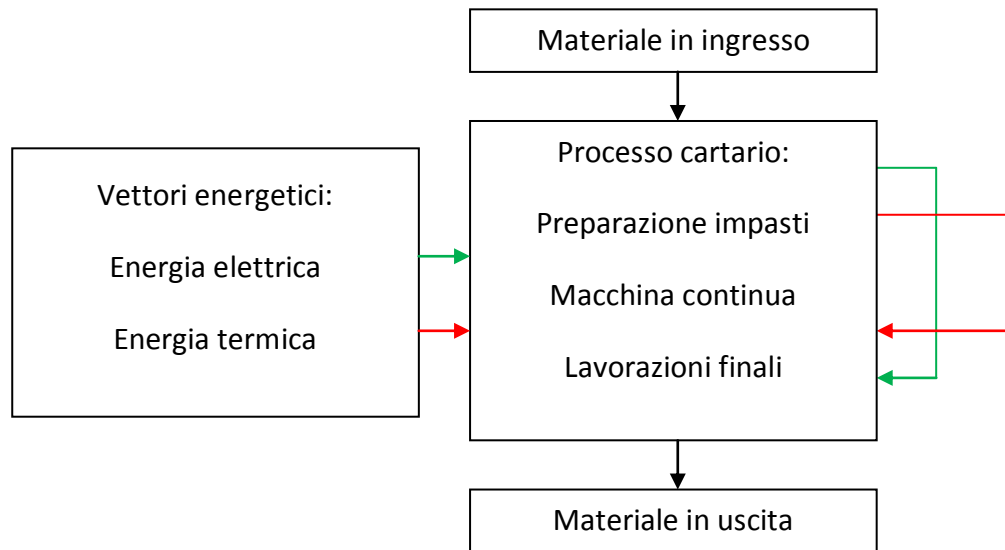 Materiale in ingresso
Vettori energetici:
Energia elettrica
Energia termica
Processo cartario:
Preparazione impasti
Macchina continua
Lavorazioni finali
Materiale in uscita